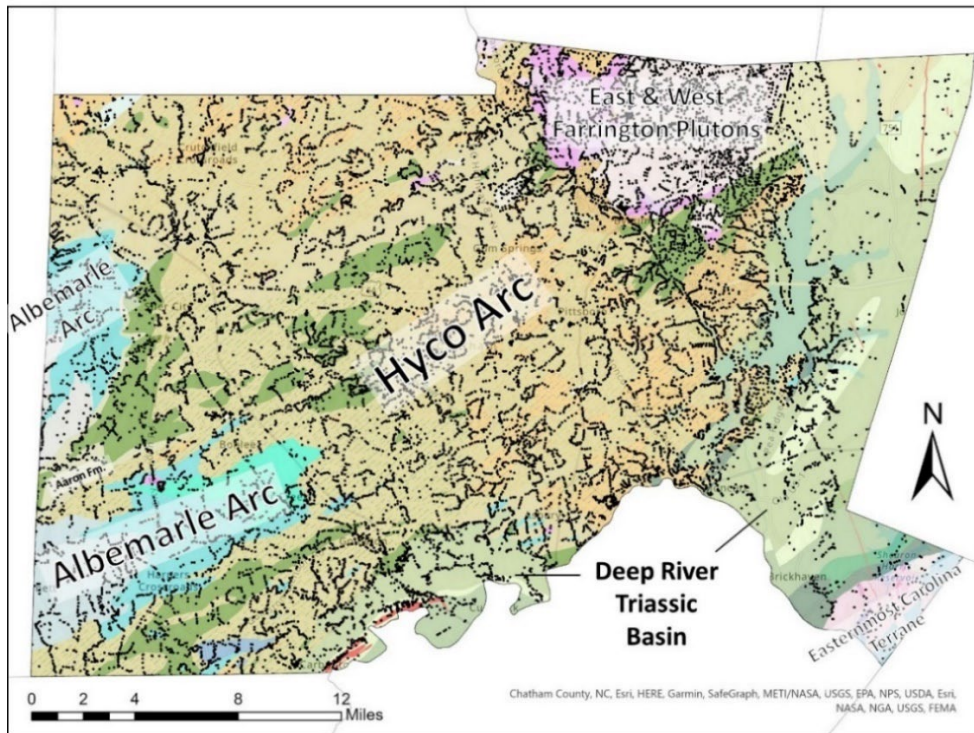 East & West
Farrington Plutons
751
Albemarle
Arc
Hyco Arc
Aaron Fm.
Albemarle Arc
N
Deep River
Triassic
Basin
Brickhaven
Easternmost Carolina
Terrane
0 4 8 12
Miles
Chatham County, NC, Esri, HERE, Garmin, SafeGraph, METI/NASA, USGS, EPA, NPS, USDA, Esri,
NASA, NGA, USGS, FEMA